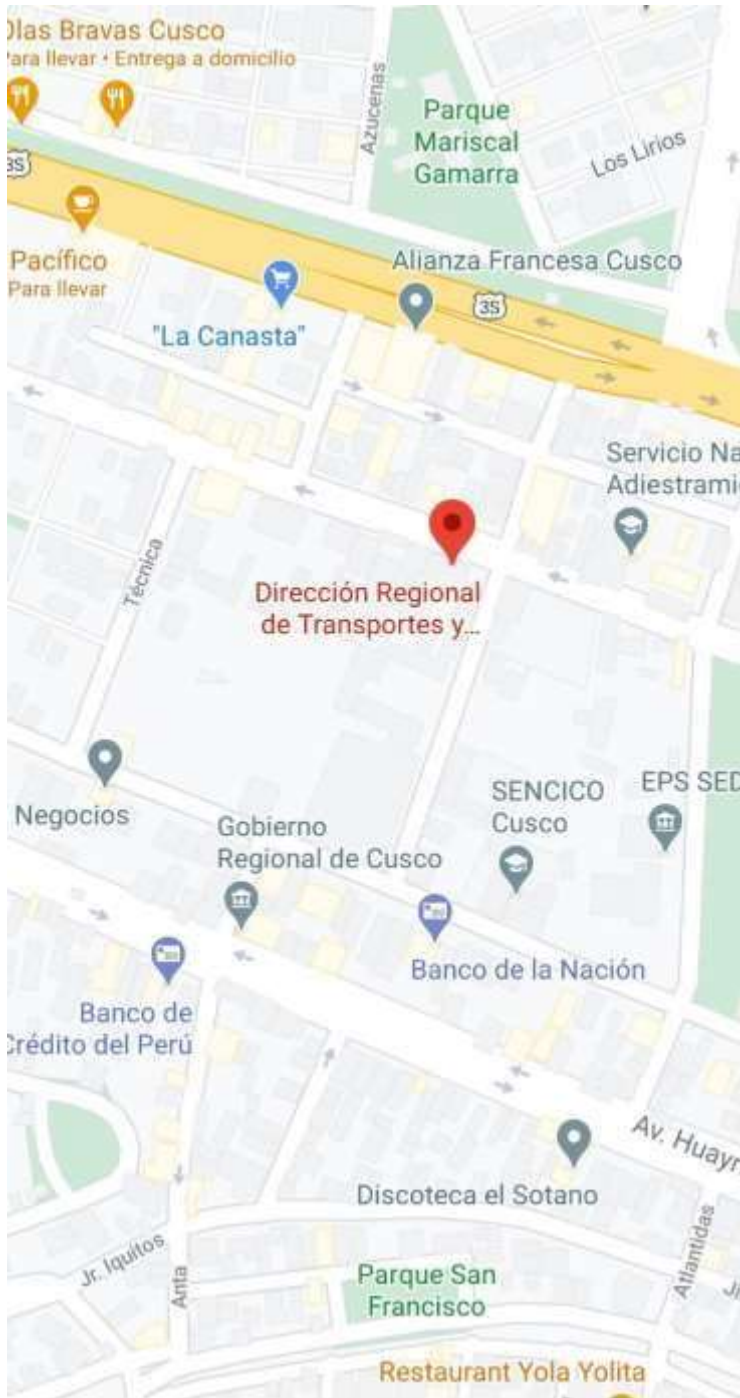 Olas Bravas Cusco
Para llevar • Entrega a domicilio
Azucenas
Parque
Mariscal
Gamarra
Los Lirios
3S
Pacífico
Para llevar
Alianza Francesa Cusco
3S
"La Canasta"
Servicio Na
Adiestrami
Técnica
Dirección Regional
de Transportes y...
Negocios
SENCICO
Cusco
EPS SED
Gobierno
Regional de Cusco
Banco de la Nación
Banco de
Crédito del Perú
Av. Huayn
Discoteca el Sotano
Jr. Iquitos
Anta
Atlantidas
Parque San
Francisco
Restaurant Yola Yolita